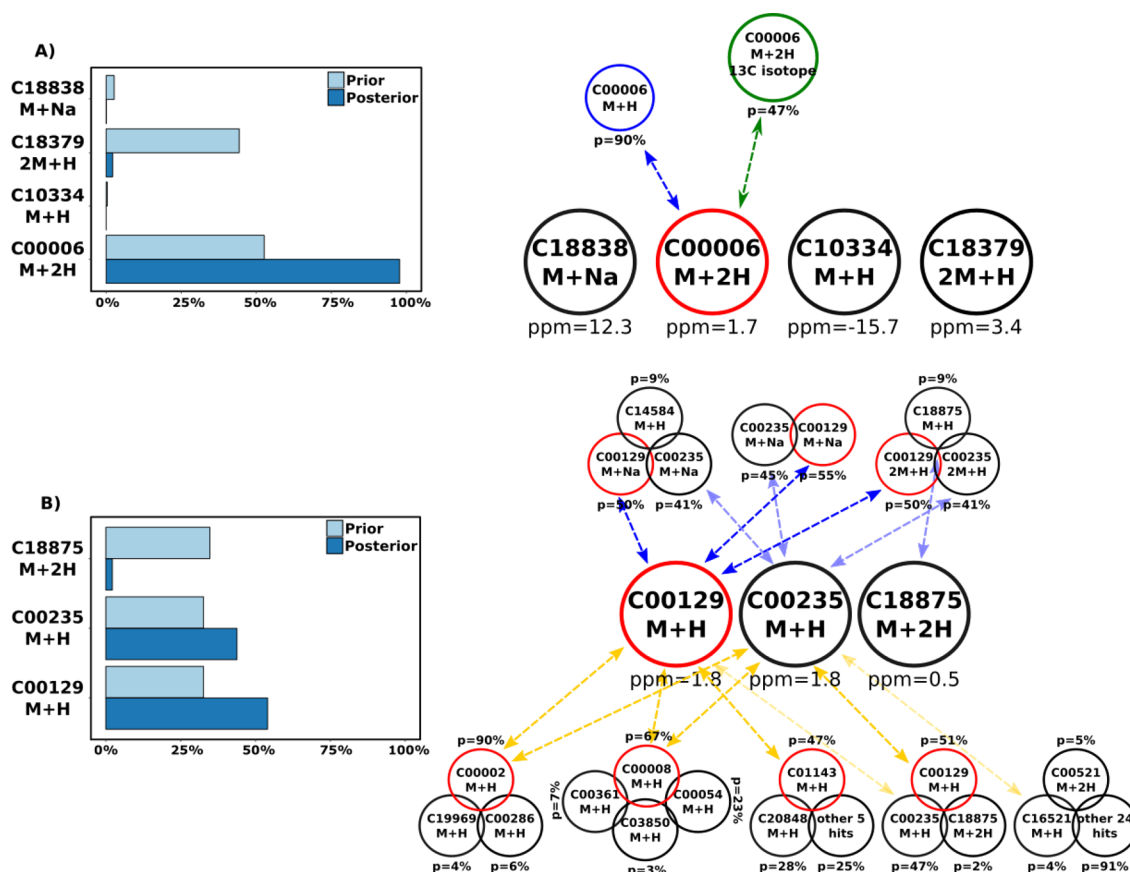 A)
Prior
Posterior
C18838
M+Na
C18379
2M+H
C10334
M+H
C00006
M+2H
0%
25%
50%
75%
100%
C00006
M+2H
13C isotope
p=47%
C00006
M+H
p=90%
C18838
M+Na
ppm=12.3
C00006
M+2H
ppm=1.7
C10334
M+H
ppm=-15.7
C18379
2M+H
ppm=3.4
B)
Prior
Posterior
C18875
M+2H
C00235
M+H
C00129
M+H
0%
25%
50%
75%
100%
p=9%
C14584
M+H
C00129
M+Na
C00235
M+Na
p=50%
p=41%
C00235
M+Na
C00129
M+Na
p=45%
p=55%
p=9%
C18875
M+H
C00129
2M+H
C00235
2M+H
p=50%
p=41%
C00129
M+H
ppm=1.8
C00235
M+H
ppm=1.8
C18875
M+2H
ppm=0.5
p=90%
C00002
M+H
C19969
M+H
C00286
M+H
p=4%
p=6%
p=67%
C00008
M+H
p=7%
C00361
M+H
C00054
M+H
p=23%
C03850
M+H
p=3%
p=47%
C01143
M+H
C20848
M+H
other 5
hits
p=28%
p=25%
p=51%
C00129
M+H
C00235
M+H
C18875
M+2H
p=47%
p=2%
p=5%
C00521
M+2H
C16521
M+H
other 24
hits
p=4%
p=91%